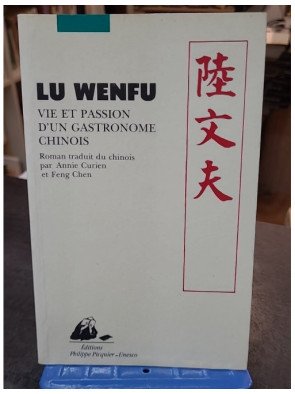 LU WENFU
VIE ET PASSION
D'UN GASTRONOME
CHINOIS
Roman traduit du chinois
par Annie Curien
et Feng Chen
陸文夫
Éditions
Philippe Picquier-Unesco